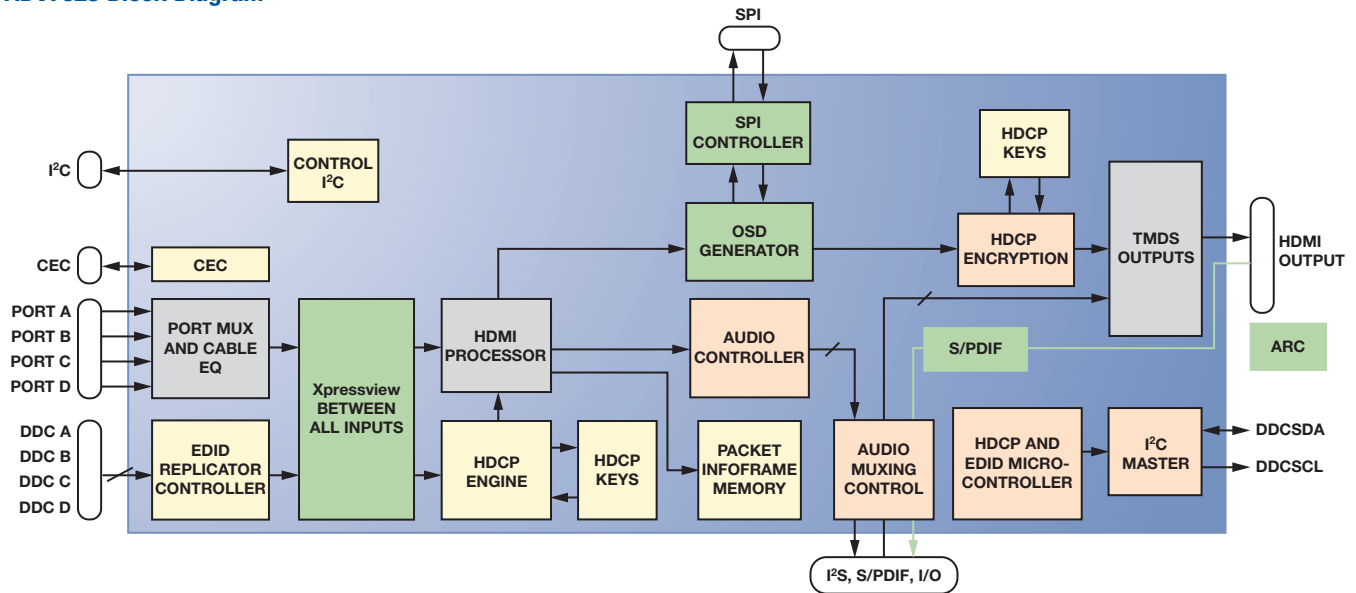 SPI
SPI
CONTROLLER
HDCP
KEYS
I²C
CONTROL
I²C
OSD
GENERATOR
HDCP
ENCRYPTION
TMDS
OUTPUTS
HDMI
OUTPUT
CEC
CEC
PORT A
PORT B
PORT C
PORT D
PORT MUX
AND CABLE
EQ
Xpressview
BETWEEN
ALL INPUTS
HDMI
PROCESSOR
AUDIO
CONTROLLER
S/PDIF
ARC
DDC A
DDC B
DDC C
DDC D
EDID
REPLICATOR
CONTROLLER
HDCP
ENGINE
HDCP
KEYS
PACKET
INFOFRAME
MEMORY
AUDIO
MUXING
CONTROL
HDCP AND
EDID MICRO-
CONTROLLER
I²C
MASTER
DDCSDA
DDCSCL
I²S, S/PDIF, I/O